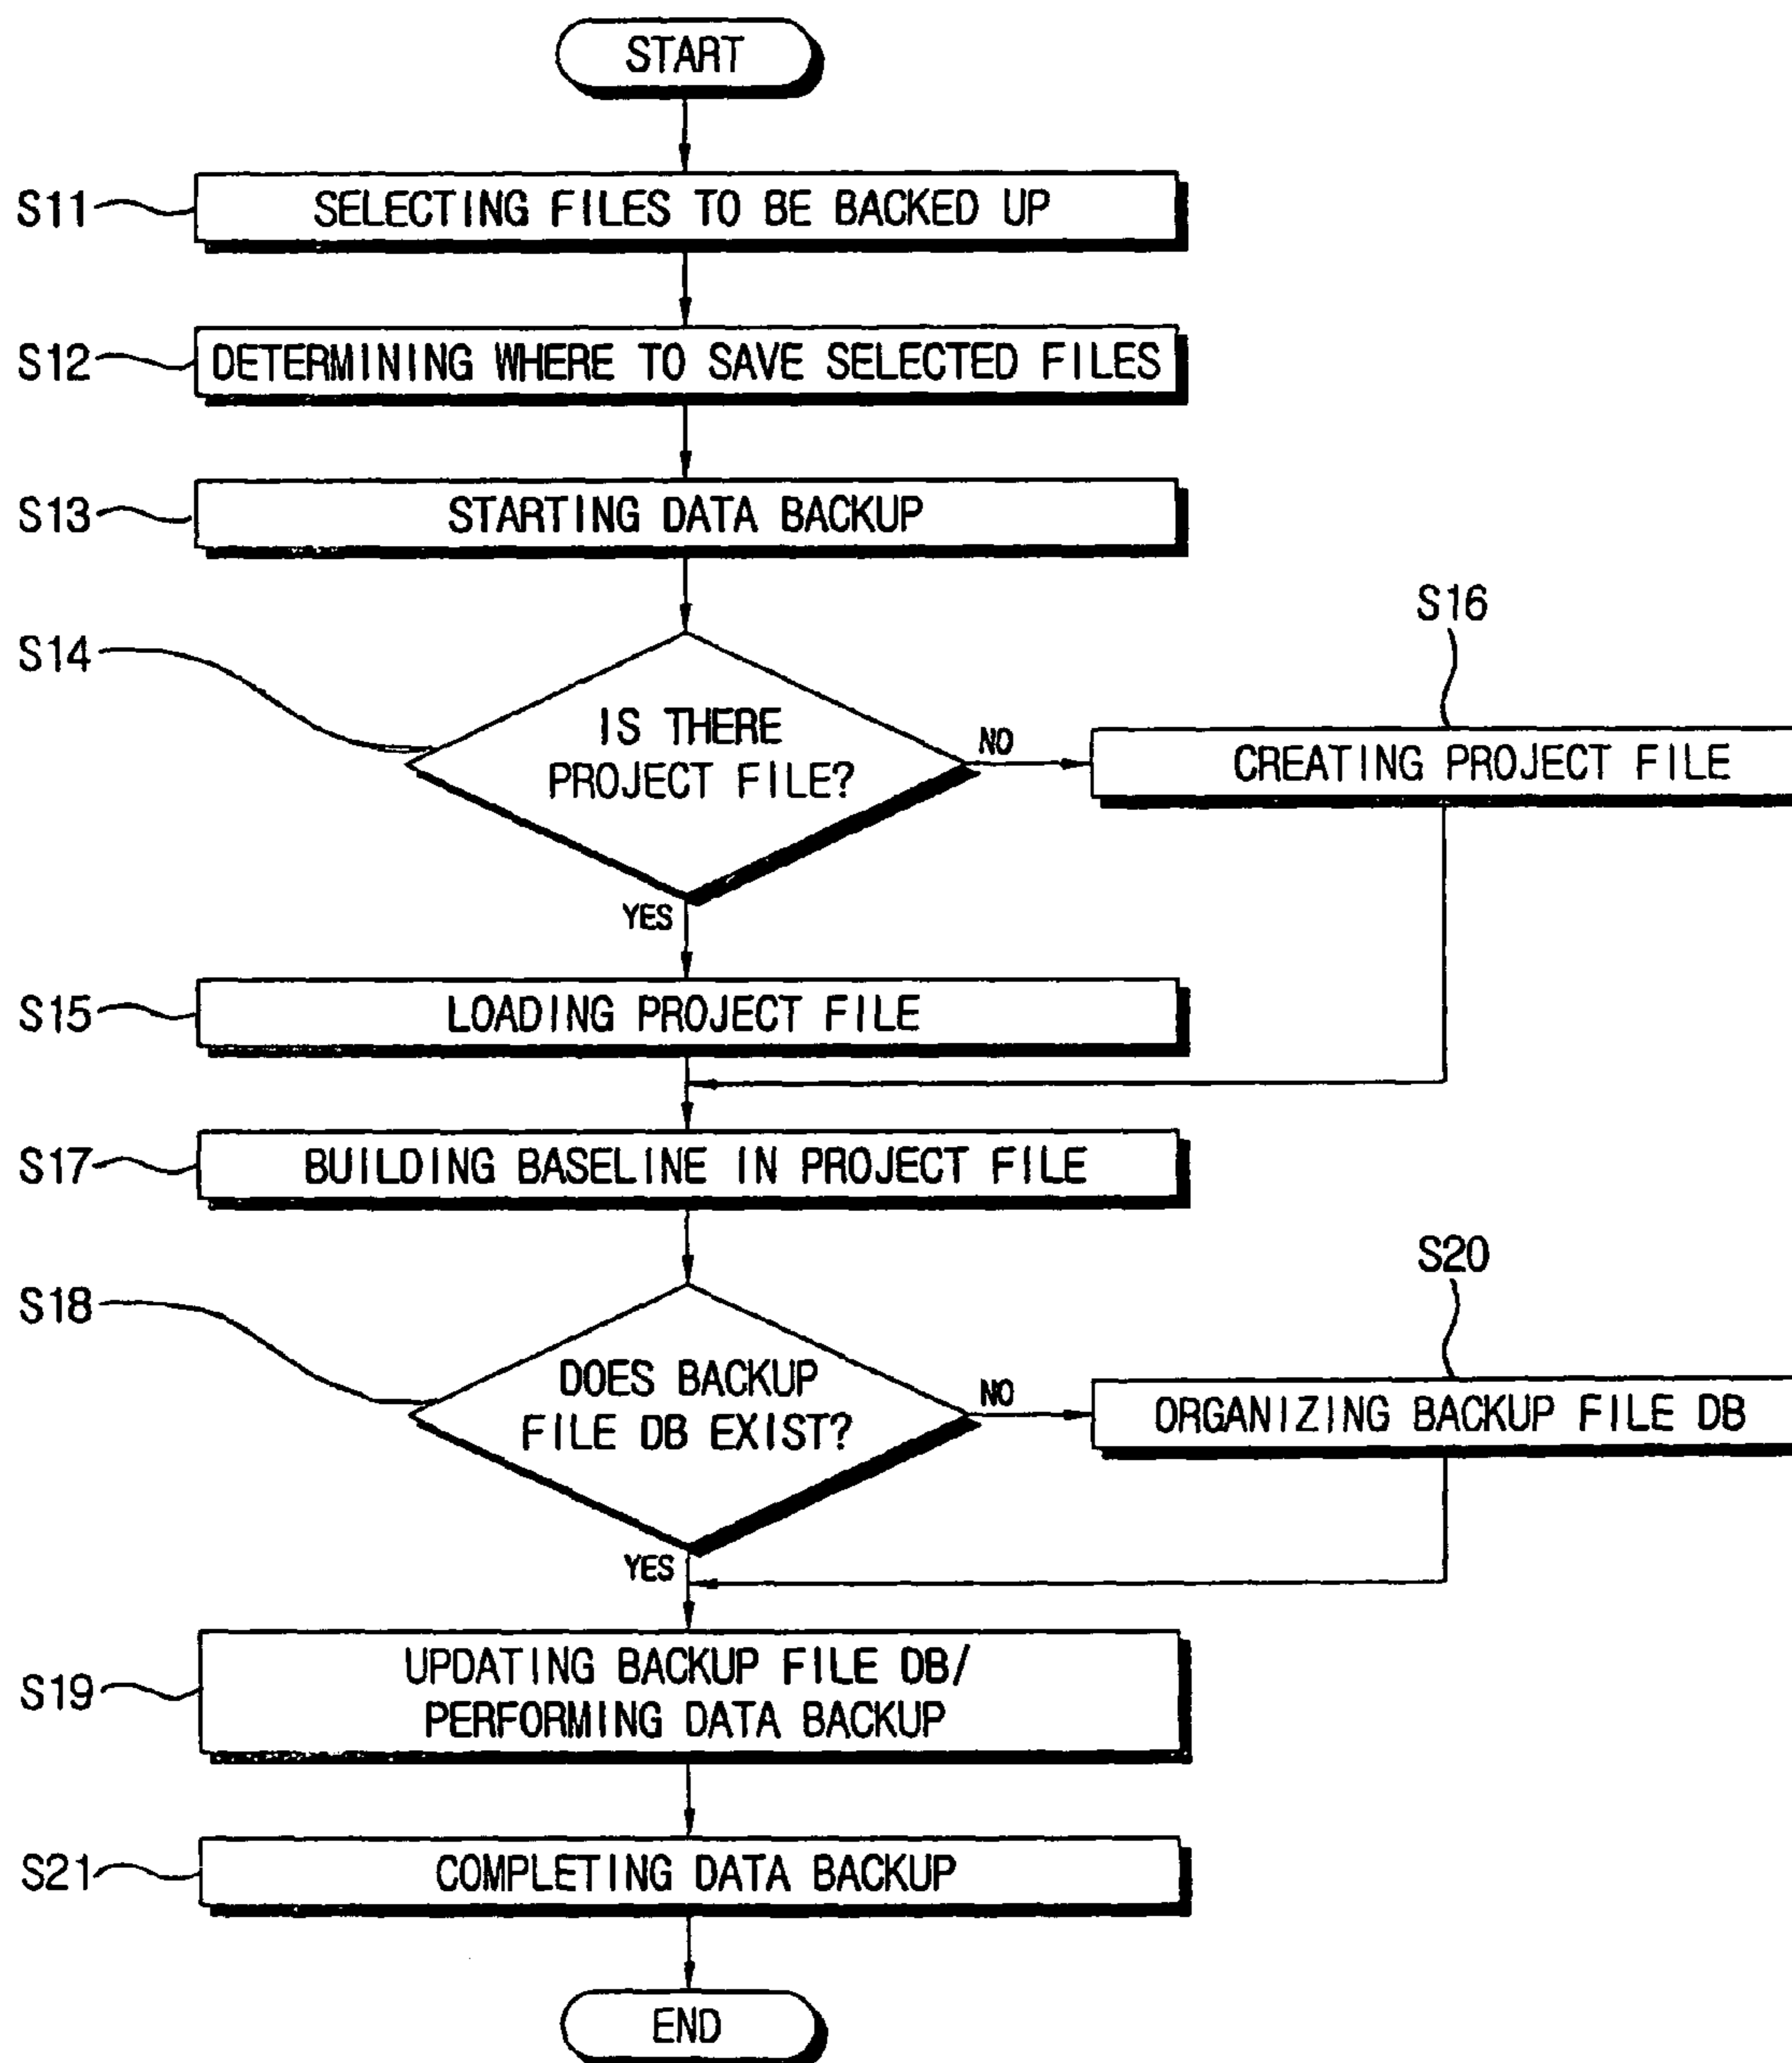 START
S11
SELECTING FILES TO BE BACKED UP
S12
DETERMINING WHERE TO SAVE SELECTED FILES
S13
STARTING DATA BACKUP
S14
IS THERE
PROJECT FILE?
NO
S16
CREATING PROJECT FILE
YES
S15
LOADING PROJECT FILE
S17
BUILDING BASELINE IN PROJECT FILE
S18
DOES BACKUP
FILE DB EXIST?
NO
S20
ORGANIZING BACKUP FILE DB
YES
S19
UPDATING BACKUP FILE DB/
PERFORMING DATA BACKUP
S21
COMPLETING DATA BACKUP
END